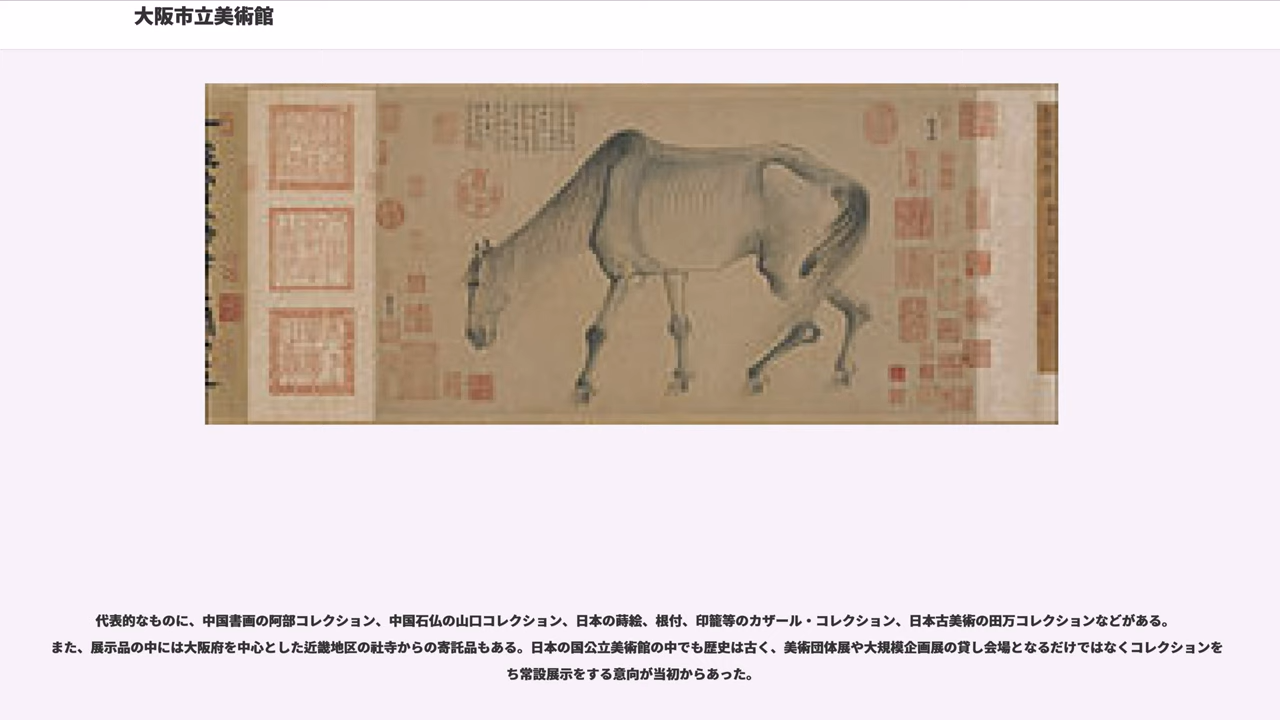 大阪市立美術館
代表的なものに、中国書画の阿部コレクション、中国石仏の山口コレクション、日本の蒔絵、根付、印籠等のカザール・コレクション、日本古美術の田万コレクションなどがある。
また、展示品の中には大阪府を中心とした近畿地区の社寺からの寄託品もある。日本の国公立美術館の中でも歴史は古く、美術団体展や大規模企画展の貸し会場となるだけではなくコレクションを
ち常設展示をする意向が当初からあった。